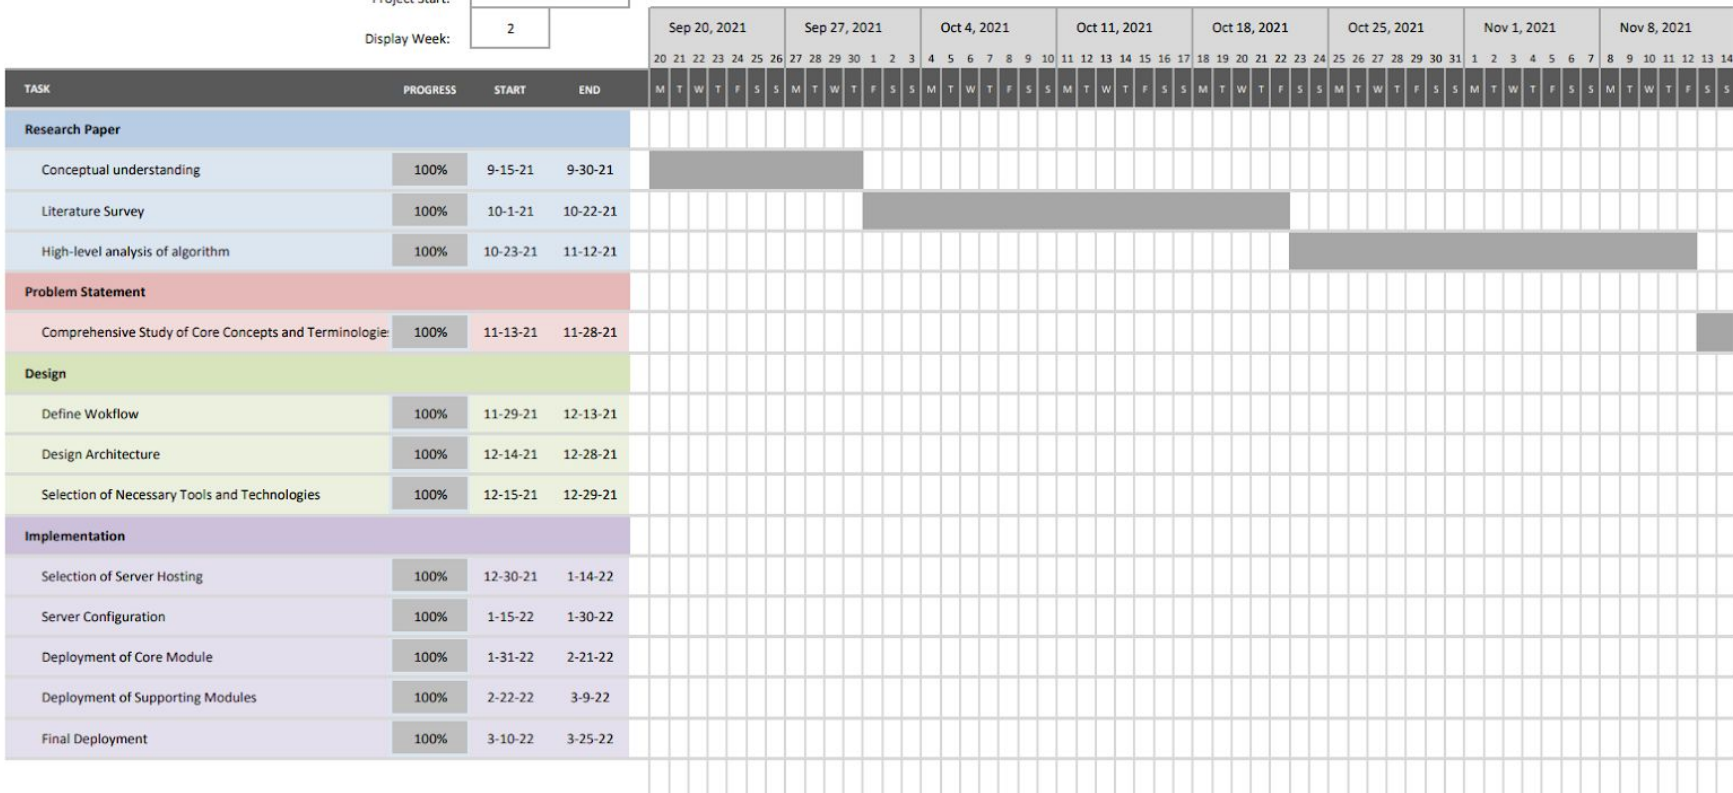 Project Start:
Display Week: 2
Sep 20, 2021 Sep 27, 2021 Oct 4, 2021 Oct 11, 2021 Oct 18, 2021 Oct 25, 2021 Nov 1, 2021 Nov 8, 2021
20 21 22 23 24 25 26 27 28 29 30 1 2 3 4 5 6 7 8 9 10 11 12 13 14 15 16 17 18 19 20 21 22 23 24 25 26 27 28 29 30 31 1 2 3 4 5 6 7 8 9 10 11 12 13 14
TASK PROGRESS START END M T W T F S S M T W T F S S M T W T F S S M T W T F S S M T W T F S S M T W T F S S M T W T F S S M T W T F S S
Research Paper
Conceptual understanding 100% 9-15-21 9-30-21
Literature Survey 100% 10-1-21 10-22-21
High-level analysis of algorithm 100% 10-23-21 11-12-21
Problem Statement
Comprehensive Study of Core Concepts and Terminologie 100% 11-13-21 11-28-21
Design
Define Wokflow 100% 11-29-21 12-13-21
Design Architecture 100% 12-14-21 12-28-21
Selection of Necessary Tools and Technologies 100% 12-15-21 12-29-21
Implementation
Selection of Server Hosting 100% 12-30-21 1-14-22
Server Configuration 100% 1-15-22 1-30-22
Deployment of Core Module 100% 1-31-22 2-21-22
Deployment of Supporting Modules 100% 2-22-22 3-9-22
Final Deployment 100% 3-10-22 3-25-22